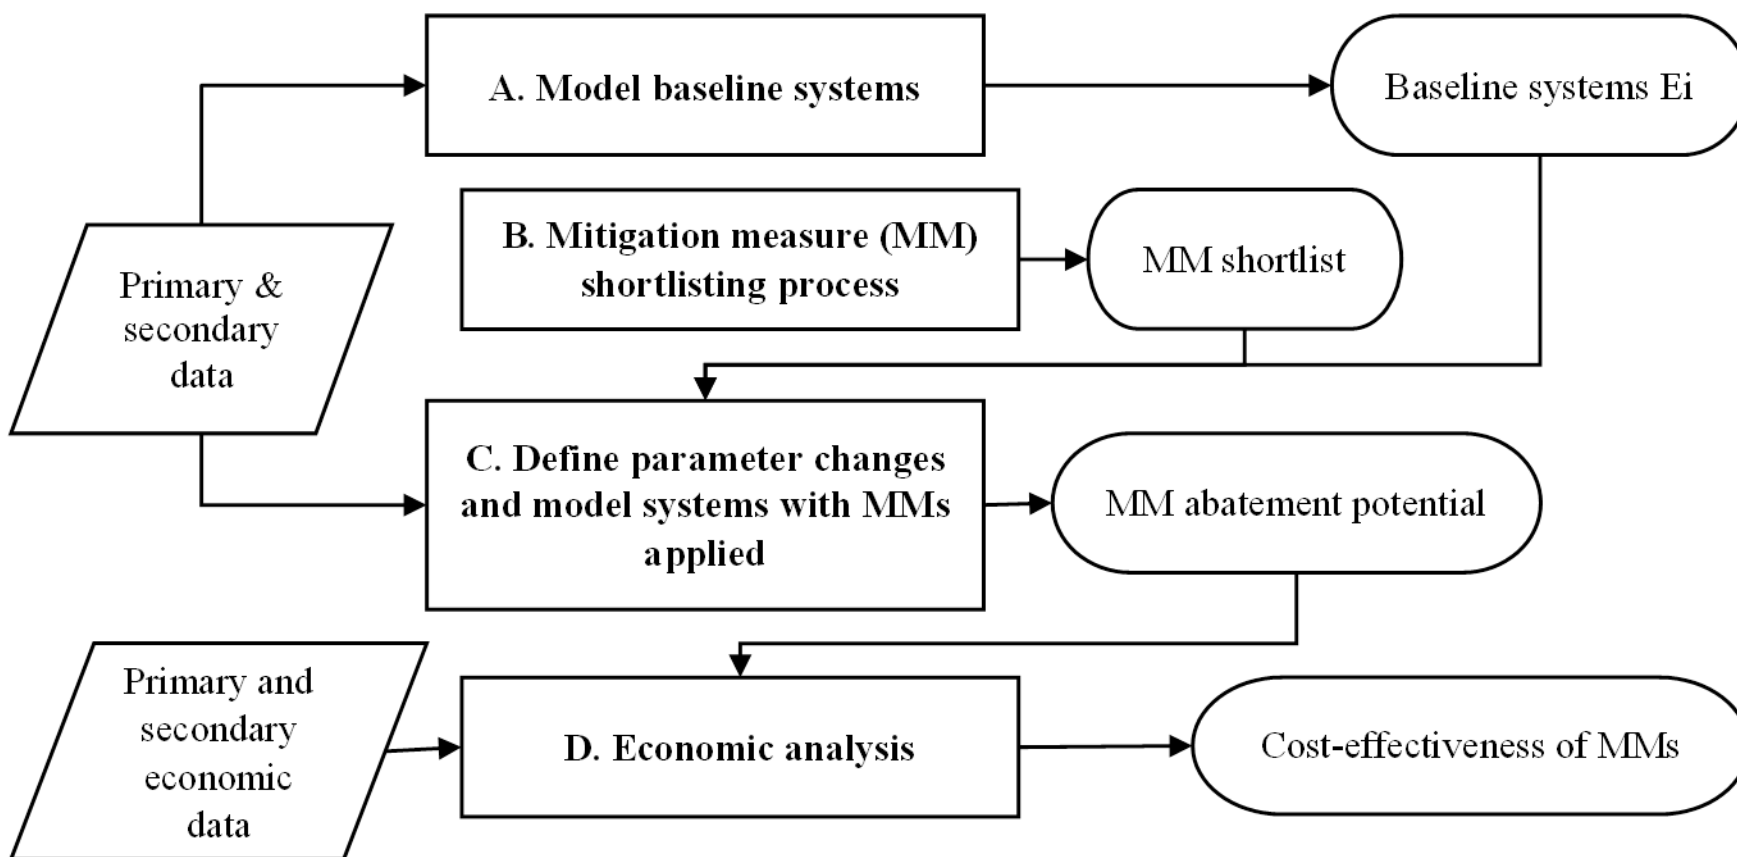 A. Model baseline systems
Baseline systems Ei
B. Mitigation measure (MM)
shortlisting process
MM shortlist
Primary &
secondary
data
C. Define parameter changes
and model systems with MMs
applied
MM abatement potential
Primary and
secondary
economic
data
D. Economic analysis
Cost-effectiveness of MMs